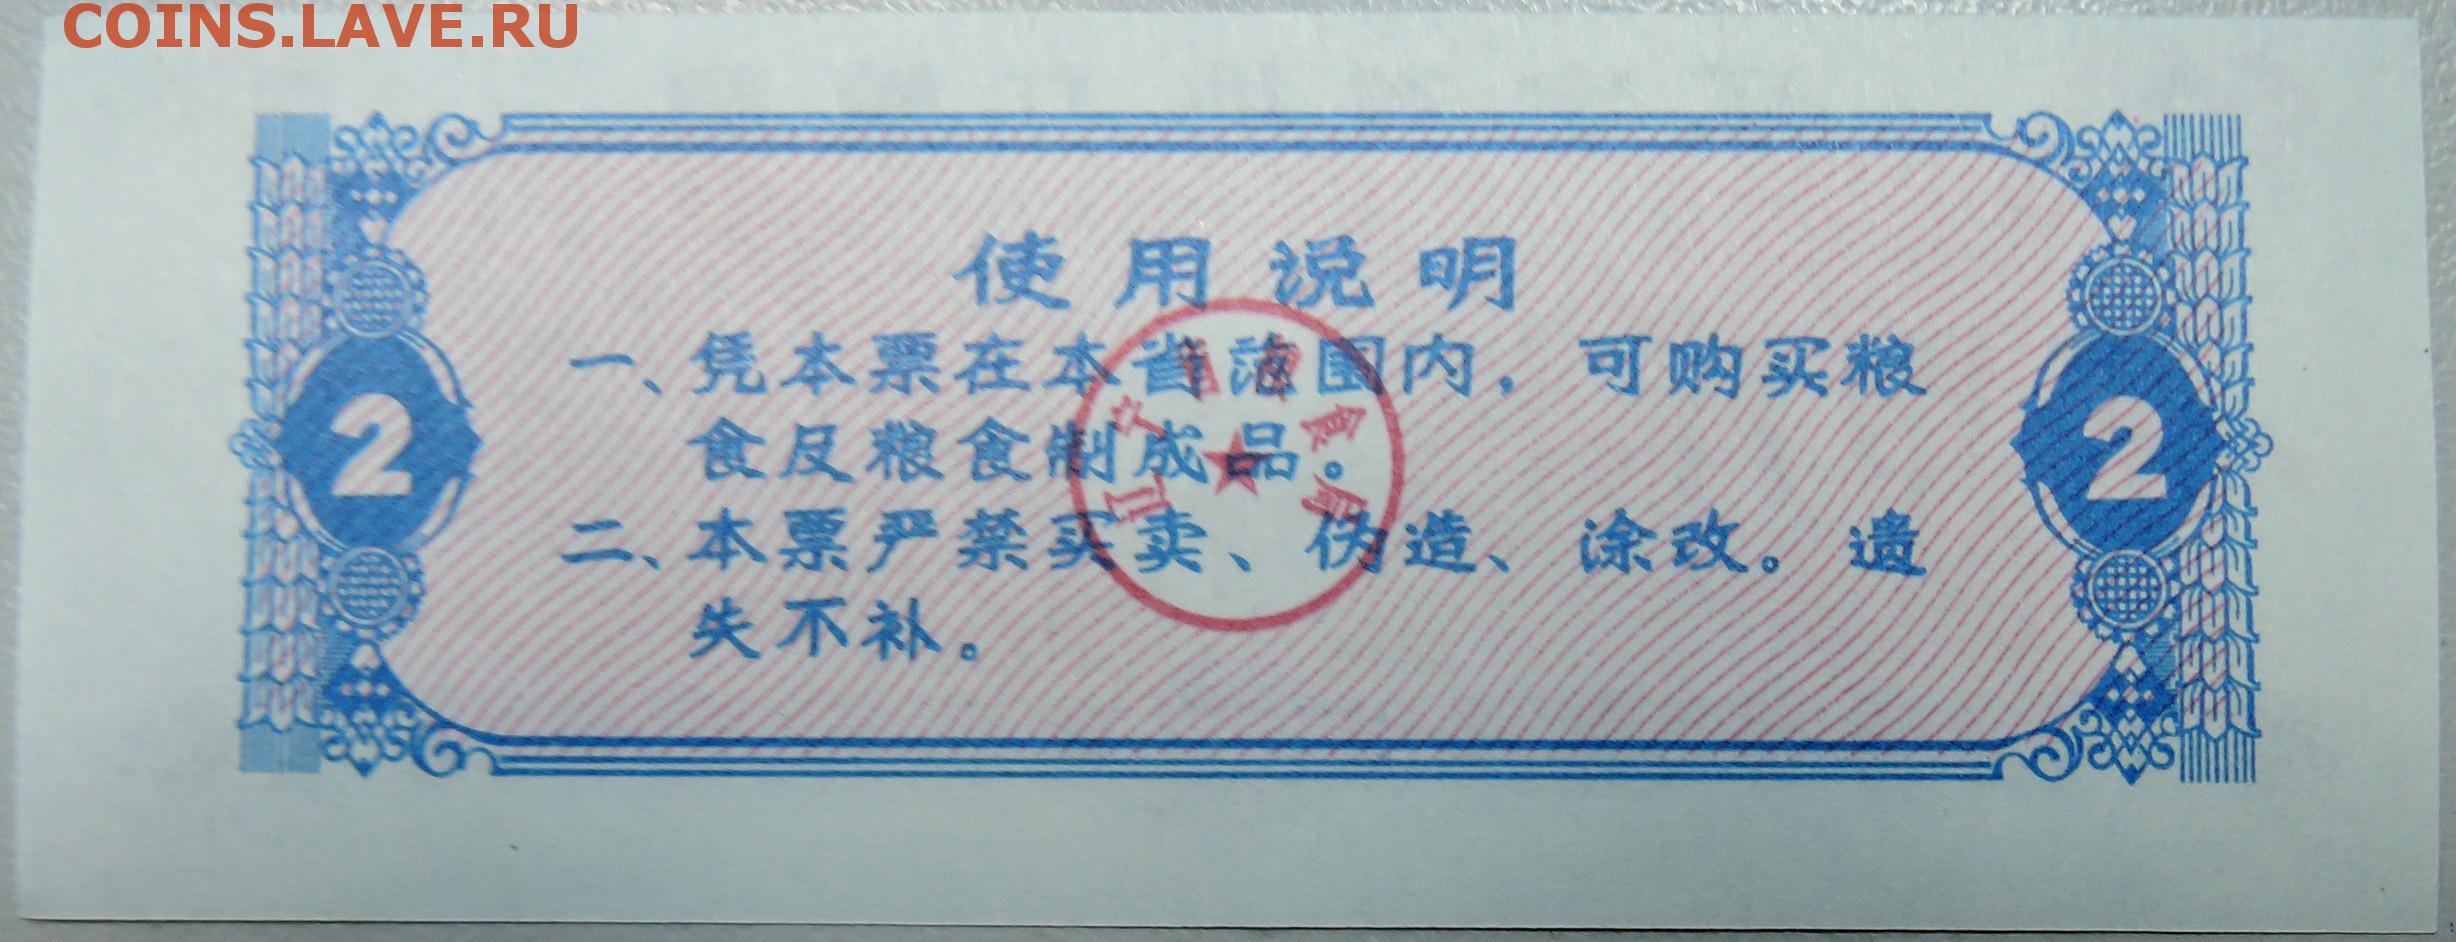 COINS.LAVE.RU
使用说明
一、凭本票在本省范围内，可购买粮
食及粮食制成品。
2
2
二、本票严禁买卖、伪造、涂改。遗
失不补。